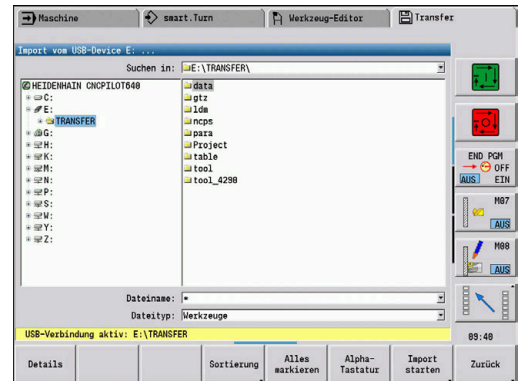 Maschine
smart.Turn
Werkzeug-Editor
Transfer
Import vom USB-Device E: ...
Suchen in: E:\TRANSFER\
HEIDENHAIN CNCPILOT640
C:
E:
TRANSFER
G:
H:
K:
M:
N:
P:
S:
W:
Y:
Z:
data
gtz
ldm
ncps
para
Project
table
tool
tool_4290
Dateiname: *
Dateityp: Werkzeuge
USB-Verbindung aktiv: E:\TRANSFER
END PGM
OFF
AUS EIN
M07
AUS
M08
AUS
09:40
Details
Sortierung
Alles markieren
Alpha-Tastatur
Import starten
Zurück